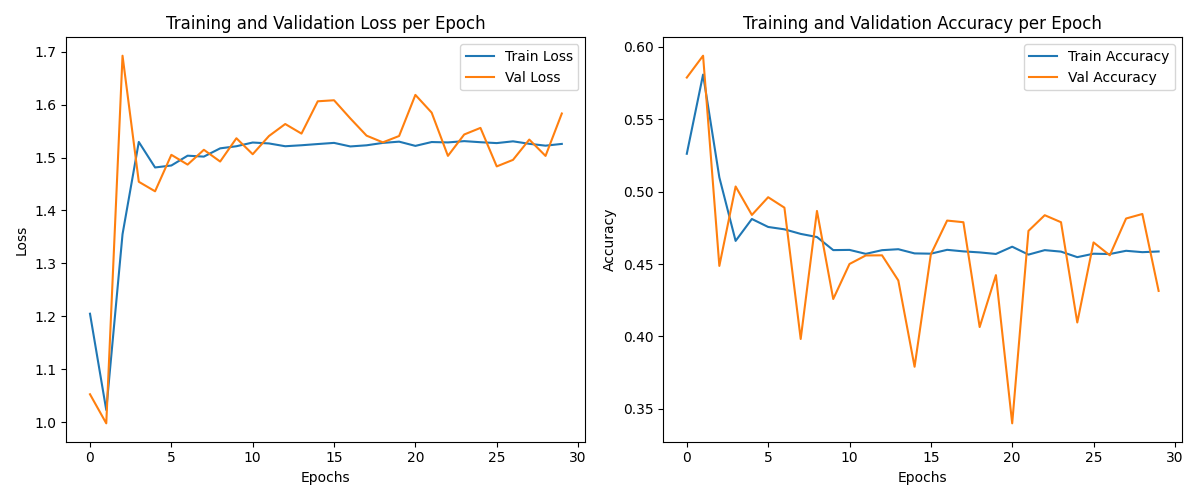 Training and Validation Loss per Epoch
1.7
1.6
1.5
1.4
1.3
1.2
1.1
1.0
Loss
0 5 10 15 20 25 30
Epochs
Train Loss
Val Loss
Training and Validation Accuracy per Epoch
0.60
0.55
0.50
0.45
0.40
0.35
Accuracy
0 5 10 15 20 25 30
Epochs
Train Accuracy
Val Accuracy